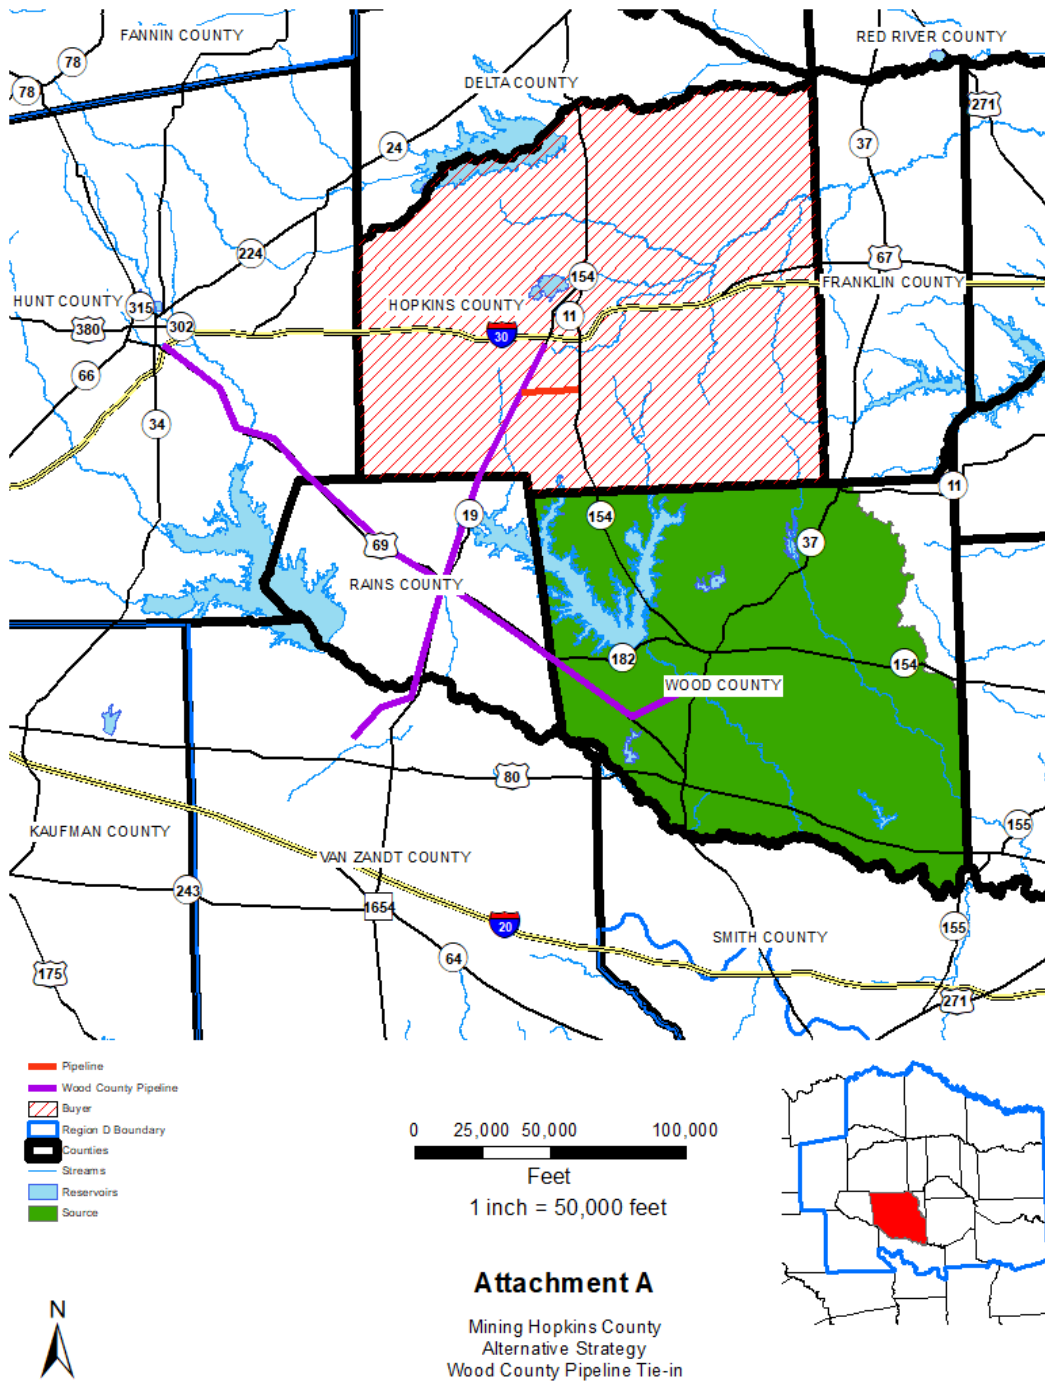 FANNIN COUNTY
RED RIVER COUNTY
78
78
DELTA COUNTY
271
24
37
224
67
154
FRANKLIN COUNTY
HUNT COUNTY
315
HOPKINS COUNTY
11
380
302
30
66
34
11
19
154
37
69
RAINS COUNTY
182
154
WOOD COUNTY
80
155
KAUFMAN COUNTY
VAN ZANDT COUNTY
243
1654
20
155
SMITH COUNTY
64
175
271
Pipeline
Wood County Pipeline
Buyer
Region D Boundary
Counties
Streams
Reservoirs
Source
0 25,000 50,000 100,000
Feet
1 inch = 50,000 feet
Attachment A
Mining Hopkins County
Alternative Strategy
Wood County Pipeline Tie-in
N